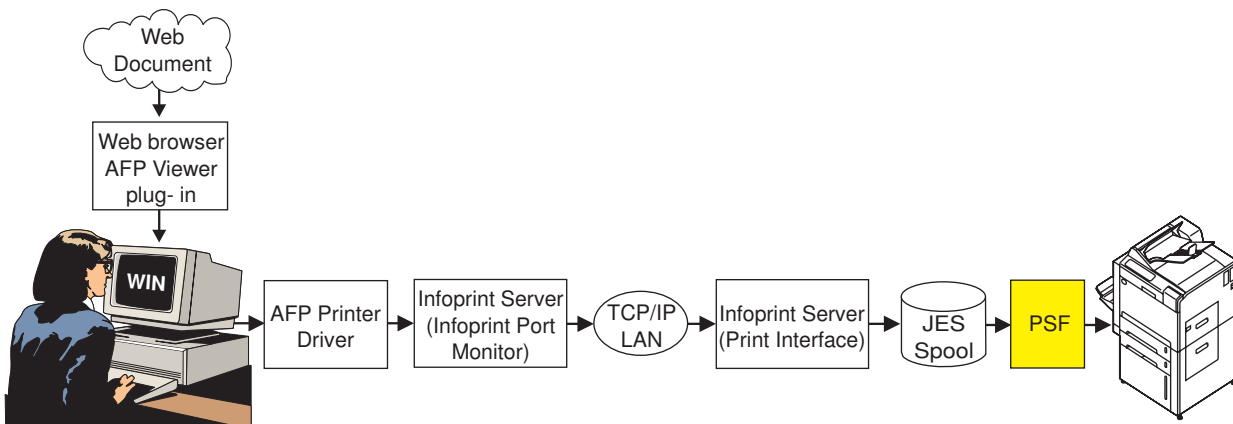 Web
Document
Web browser
AFP Viewer
plug- in
WIN
AFP Printer
Driver
Infoprint Server
(Infoprint Port
Monitor)
TCP/IP
LAN
Infoprint Server
(Print Interface)
JES
Spool
PSF